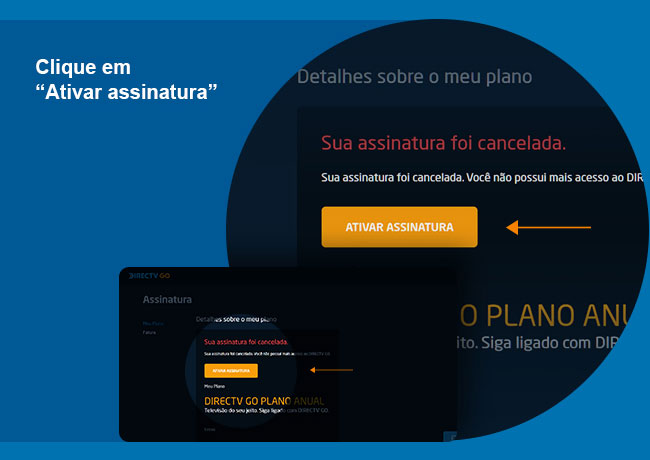 Clique em
“Ativar assinatura”
Detalhes sobre o meu plano
Sua assinatura foi cancelada.
Sua assinatura foi cancelada. Você não possui mais acesso ao DIR
ATIVAR ASSINATURA
O PLANO ANU
ito. Siga ligado com DIR
DIRECTV GO
Assinatura
Meu Plano
Fatura
Detalhes sobre o meu plano
Sua assinatura foi cancelada.
Sua assinatura foi cancelada. Você não possui mais acesso ao DIRECTV GO
ATIVAR ASSINATURA
Meu Plano
DIRECTV GO PLANO ANUAL
Televisão do seu jeito. Siga ligado com DIRECTV GO.